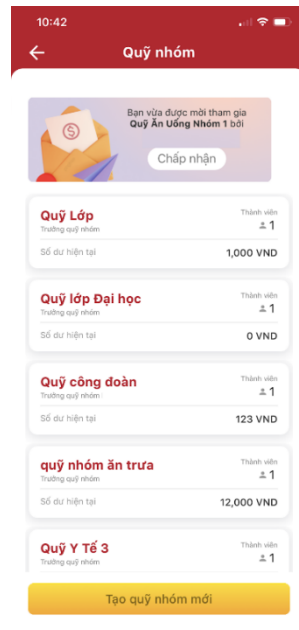 10:42
Quỹ nhóm
Bạn vừa được mời tham gia
Quỹ Ăn Uống Nhóm 1 bởi
Chấp nhận
Quỹ Lớp
Thành viên
Trưởng quỹ nhóm
1
Số dư hiện tại
1,000 VND
Quỹ lớp Đại học
Thành viên
Trưởng quỹ nhóm
1
Số dư hiện tại
0 VND
Quỹ công đoàn
Thành viên
Trưởng quỹ nhóm
1
Số dư hiện tại
123 VND
quỹ nhóm ăn trưa
Thành viên
Trưởng quỹ nhóm
1
Số dư hiện tại
12,000 VND
Quỹ Y Tế 3
Thành viên
Trưởng quỹ nhóm
1
Tạo quỹ nhóm mới